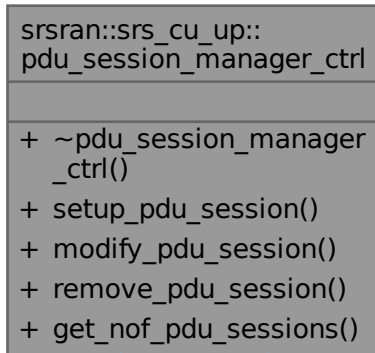 srsran::srs_cu_up::
pdu_session_manager_ctrl
+ ~pdu_session_manager
_ctrl()
+ setup_pdu_session()
+ modify_pdu_session()
+ remove_pdu_session()
+ get_nof_pdu_sessions()